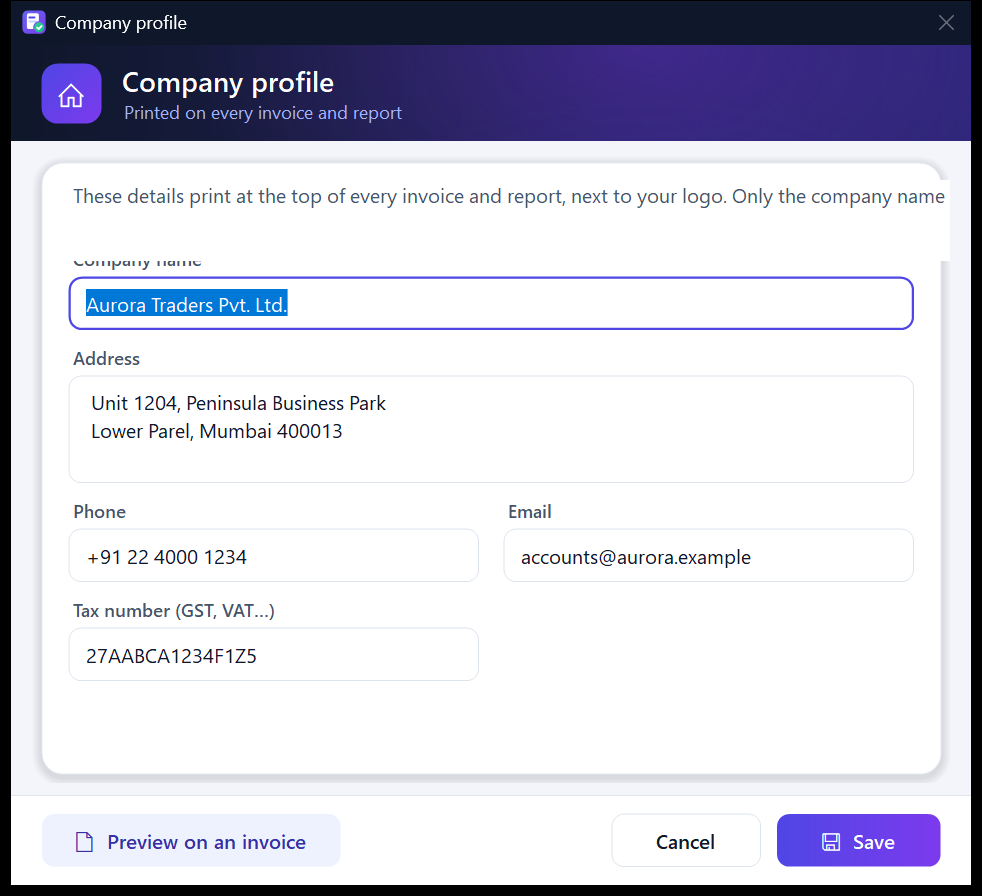 Company profile
Company profile
Printed on every invoice and report
These details print at the top of every invoice and report, next to your logo. Only the company name
Company name
Aurora Traders Pvt. Ltd.
Address
Unit 1204, Peninsula Business Park
Lower Parel, Mumbai 400013
Phone
Email
+91 22 4000 1234
accounts@aurora.example
Tax number (GST, VAT...)
27AABCA1234F1Z5
Preview on an invoice
Cancel
Save